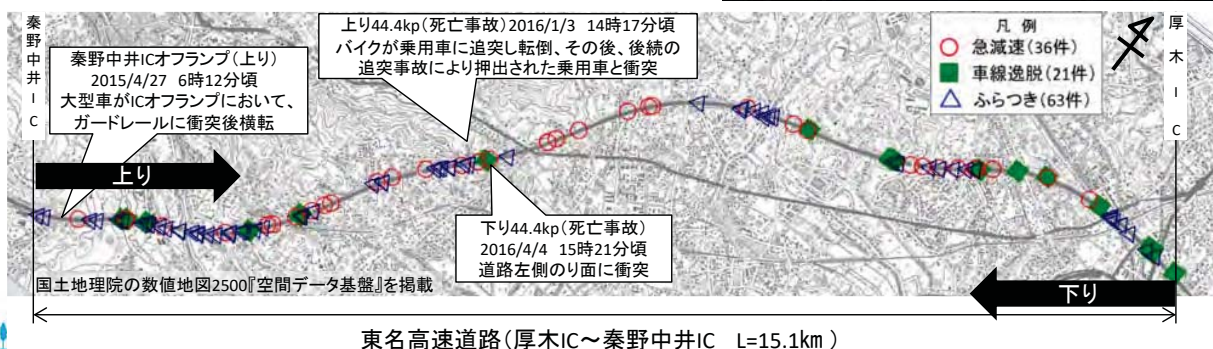 秦野中井IC
秦野中井ICオフランプ(上り)
2015/4/27 6時12分頃
大型車がICオフランプにおいて、
ガードレールに衝突後横転
上り44.4kp(死亡事故)2016/1/3 14時17分頃
バイクが乗用車に追突し転倒、その後、後続の
追突事故により押出された乗用車と衝突
凡 例
急減速(36件)
車線逸脱(21件)
ふらつき(63件)
厚木IC
上り
下り44.4kp(死亡事故)
2016/4/4 15時21分頃
道路左側のり面に衝突
国土地理院の数値地図2500『空間データ基盤』を掲載
下り
東名高速道路(厚木IC～秦野中井IC L=15.1km )